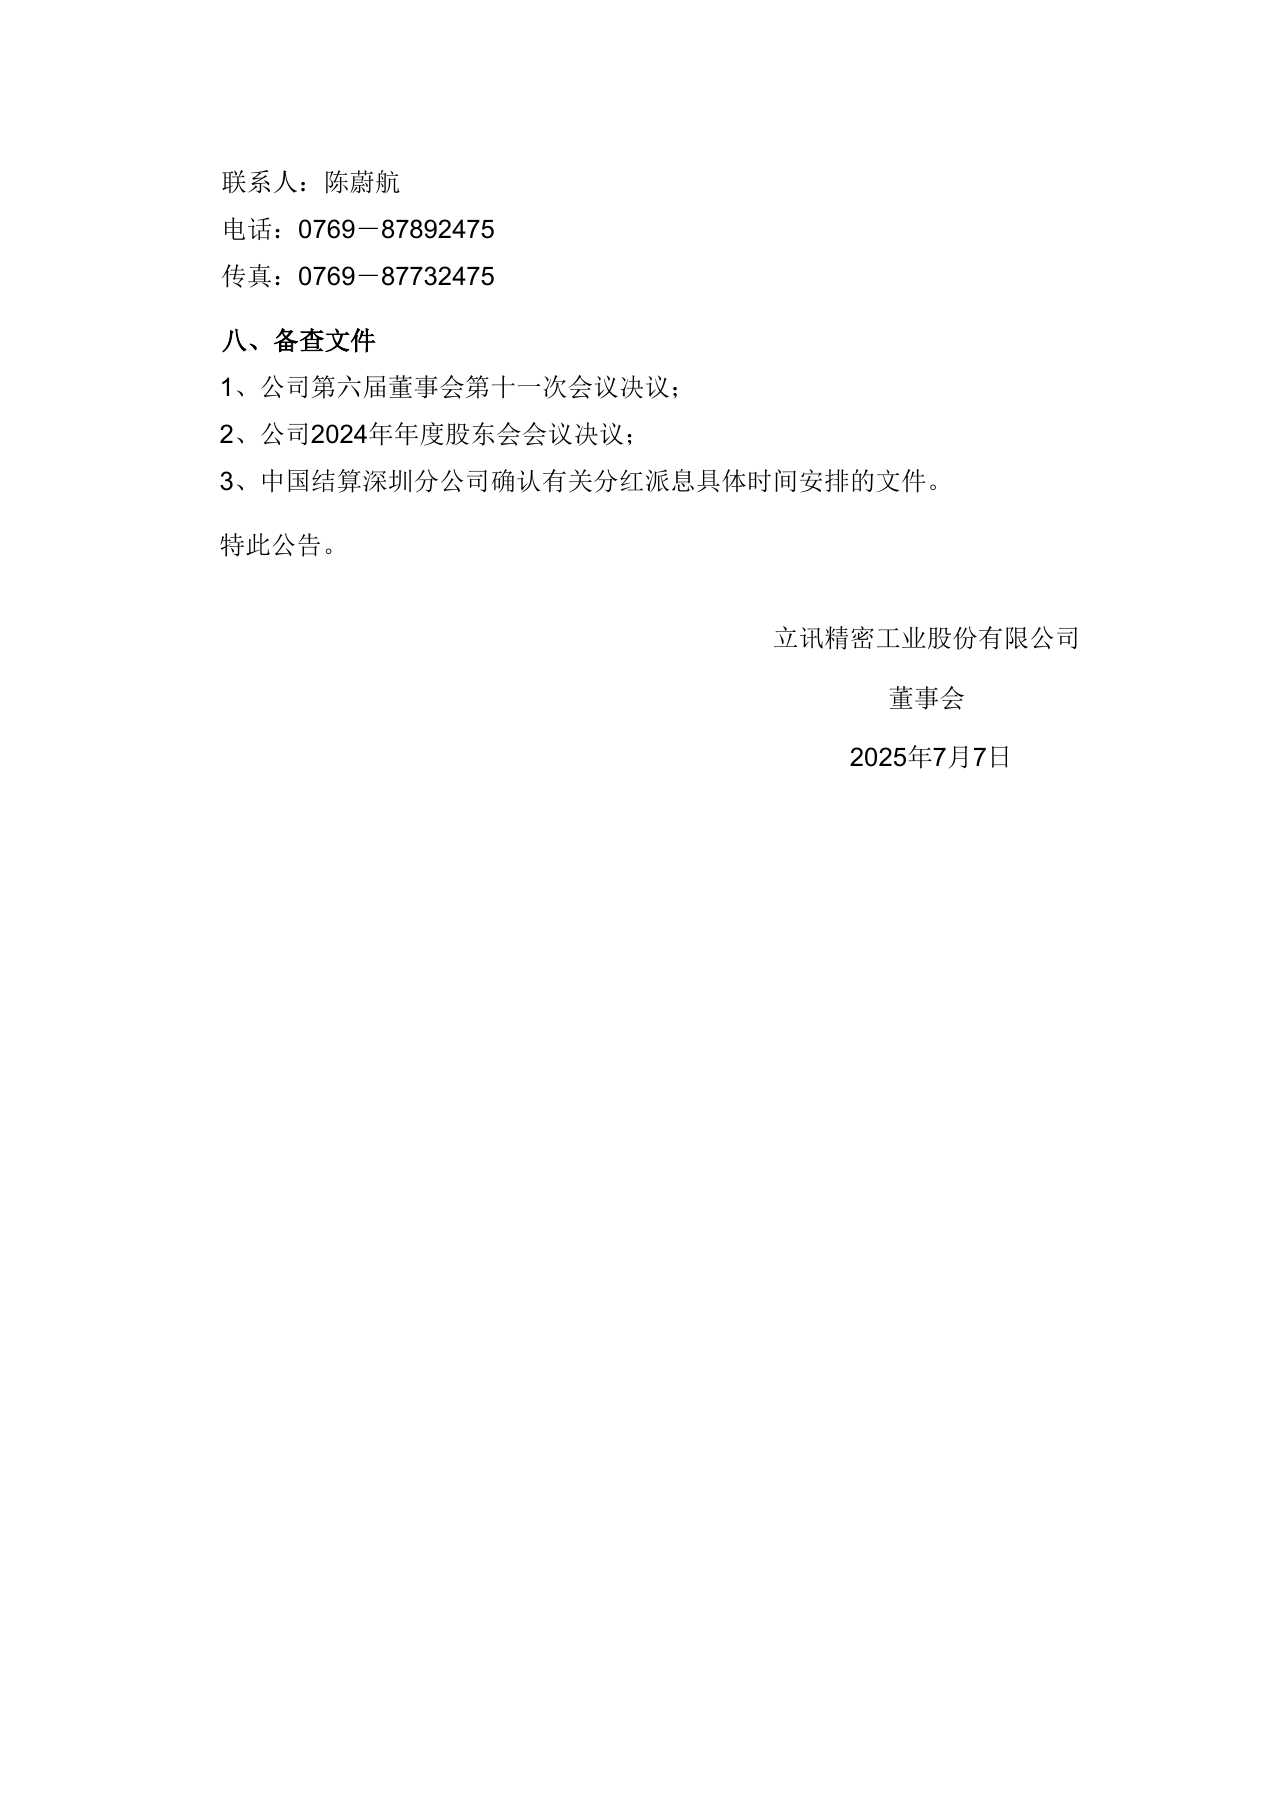 联系人：陈蔚航
电话：0769－87892475
传真：0769－87732475
八、备查文件
1、公司第六届董事会第十一次会议决议；
2、公司2024年年度股东会会议决议；
3、中国结算深圳分公司确认有关分红派息具体时间安排的文件。
特此公告。
立讯精密工业股份有限公司
董事会
2025年7月7日